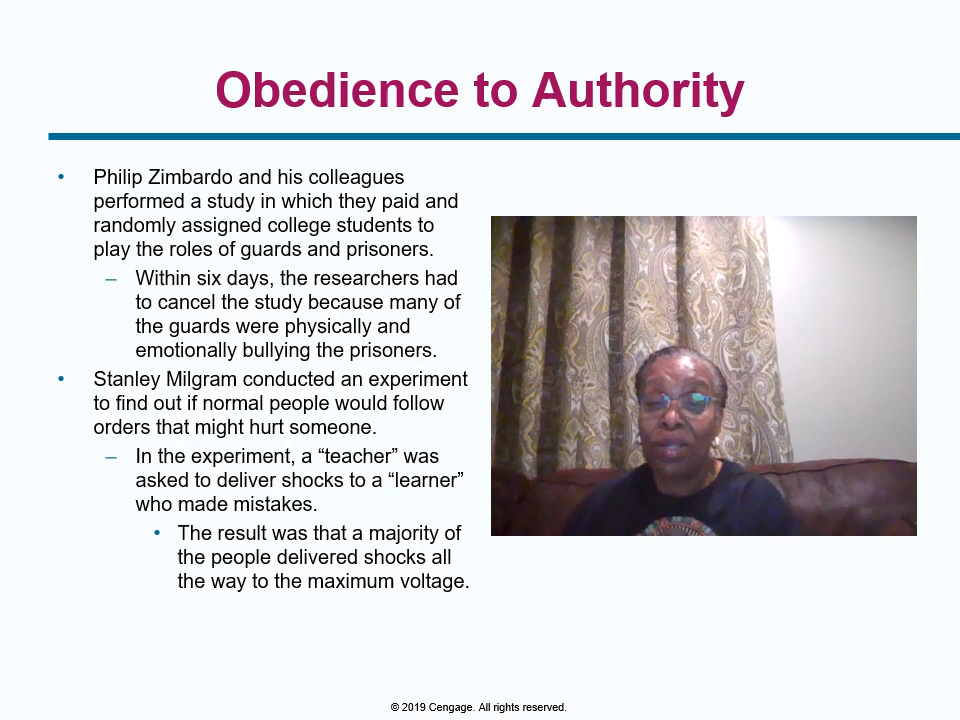 Obedience to Authority
• Philip Zimbardo and his colleagues
performed a study in which they paid and
randomly assigned college students to
play the roles of guards and prisoners.
– Within six days, the researchers had
to cancel the study because many of
the guards were physically and
emotionally bullying the prisoners.
• Stanley Milgram conducted an experiment
to find out if normal people would follow
orders that might hurt someone.
– In the experiment, a “teacher” was
asked to deliver shocks to a “learner”
who made mistakes.
• The result was that a majority of
the people delivered shocks all
the way to the maximum voltage.
© 2019 Cengage. All rights reserved.